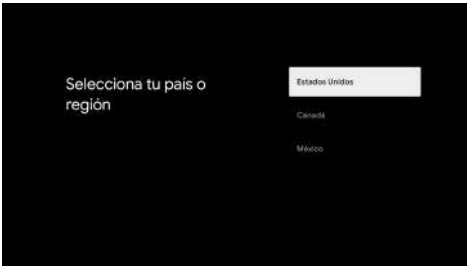 Selecciona tu país o
región
Estados Unidos
Canadá
México